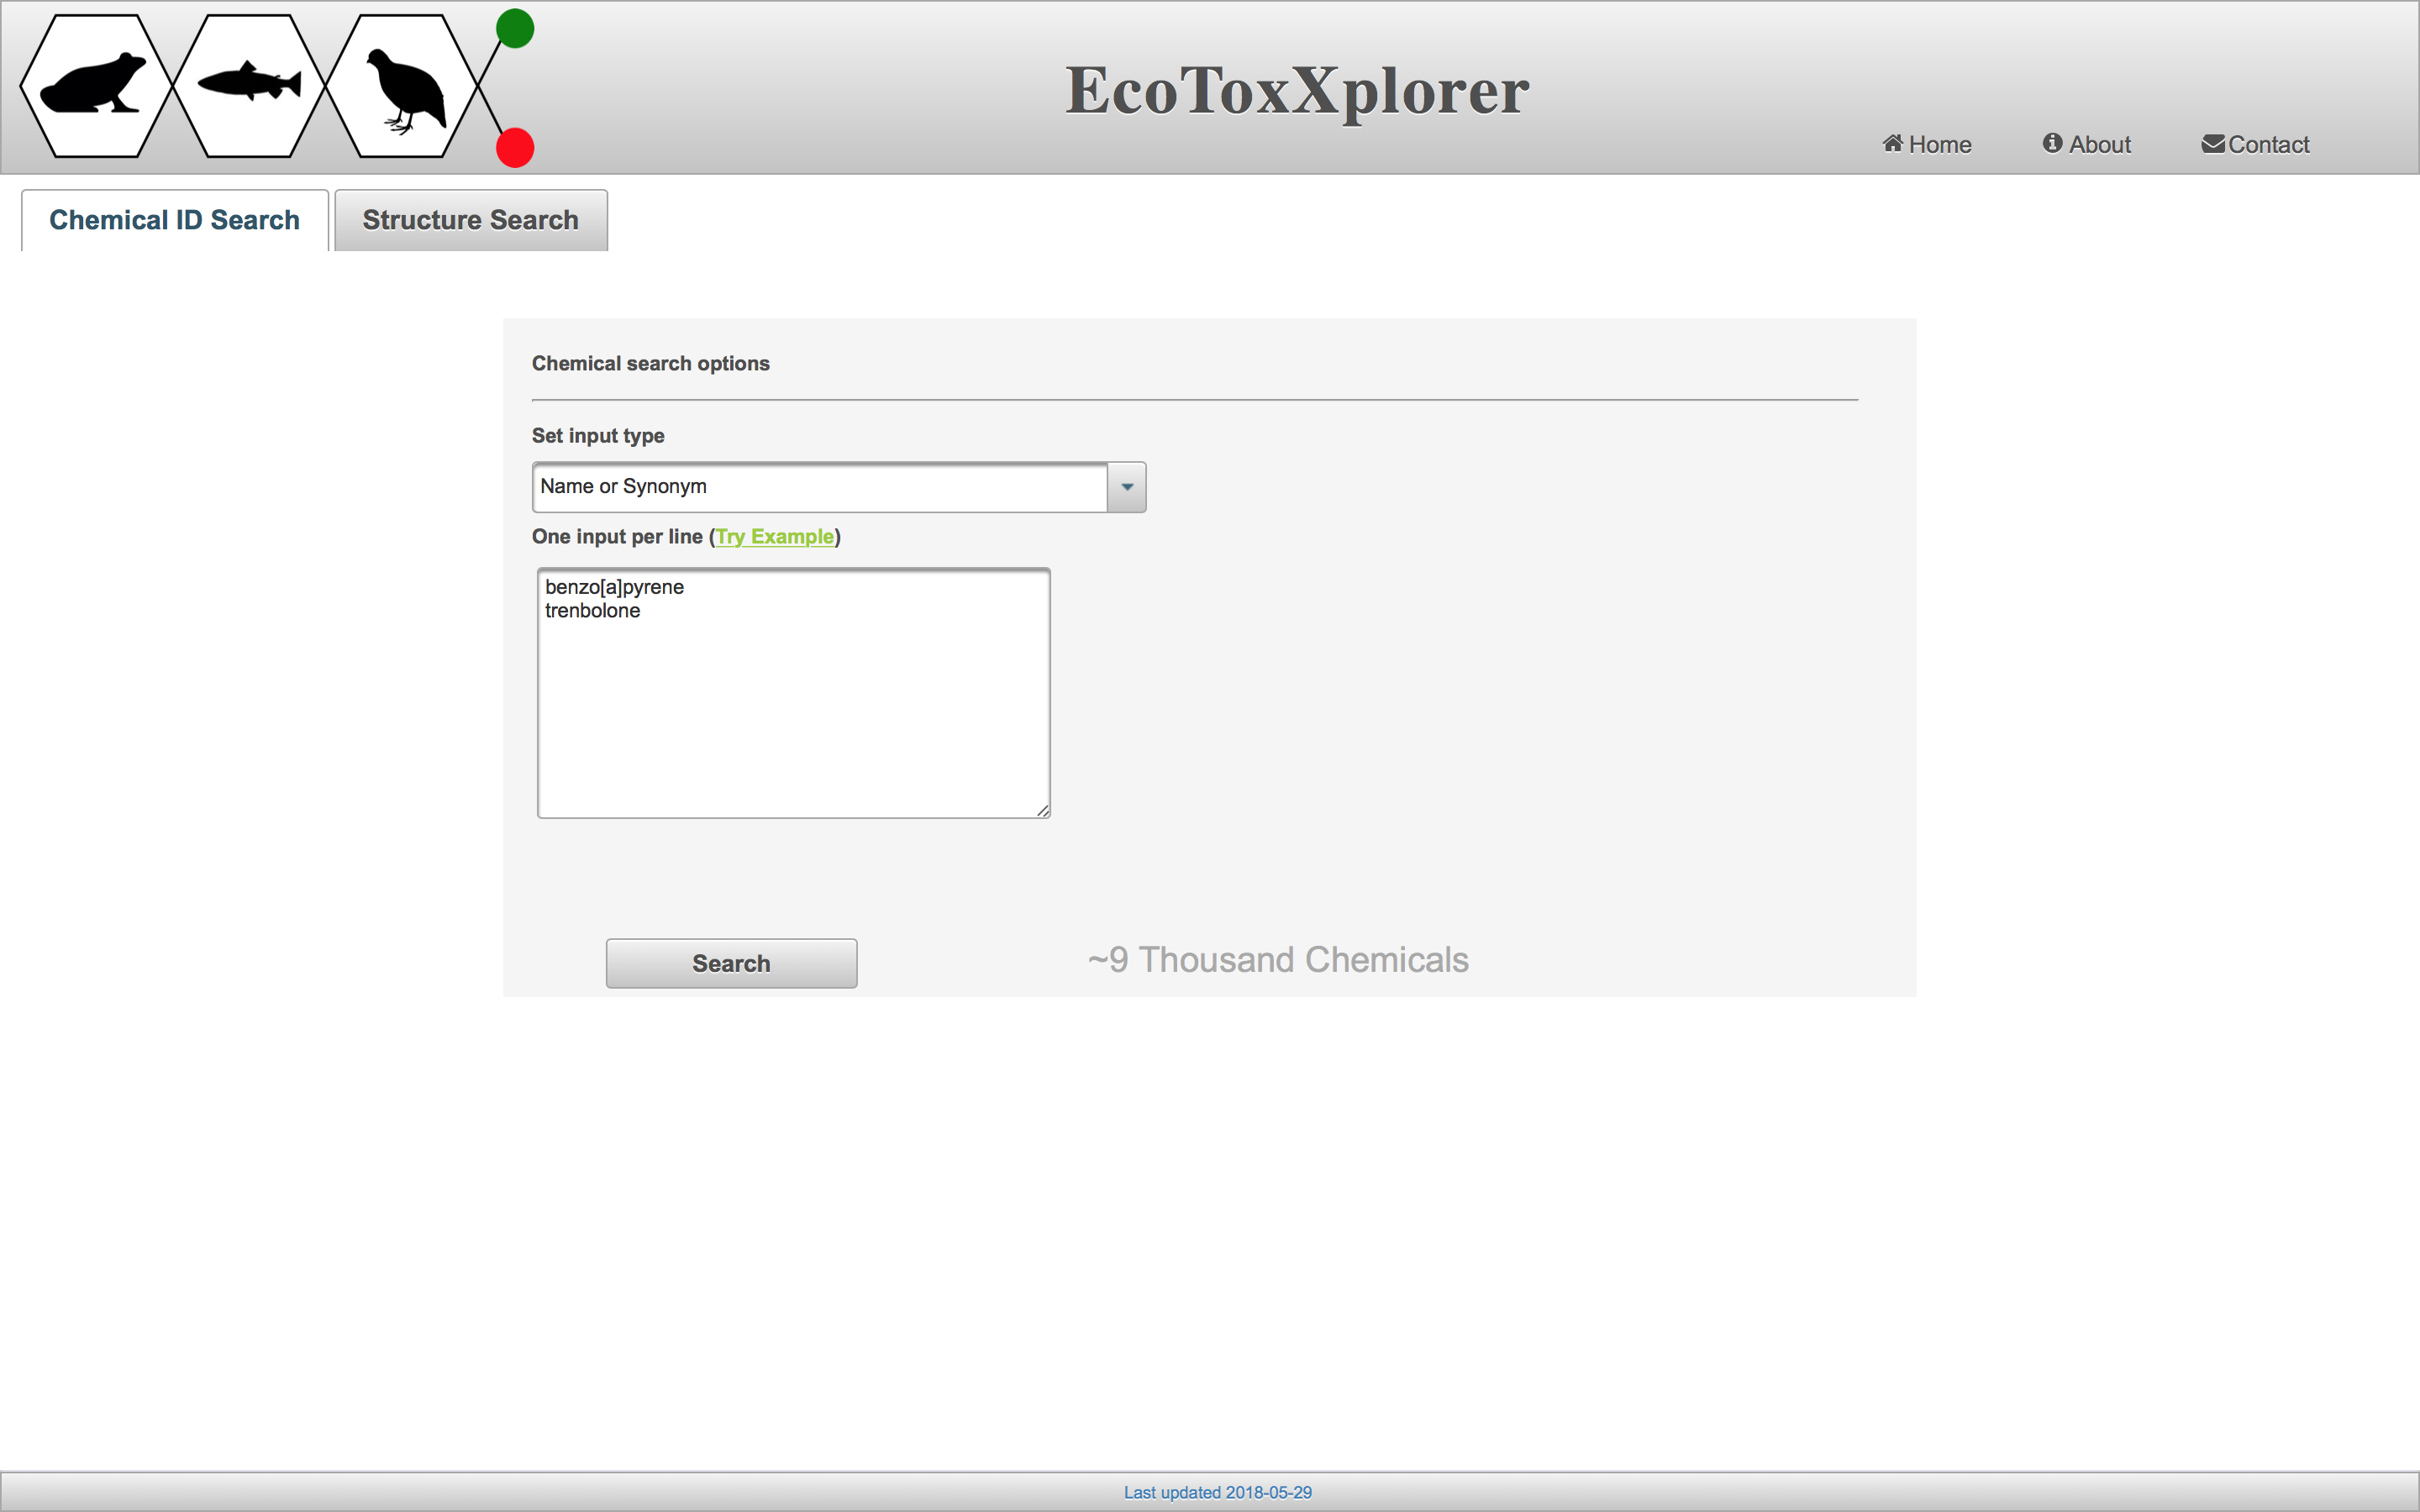 EcoToxXplorer
Home About Contact
Chemical ID Search Structure Search
Chemical search options
Set input type
Name or Synonym
One input per line (Try Example)
benzo[a]pyrene
trenbolone
Search ~9 Thousand Chemicals
Last updated 2018-05-29